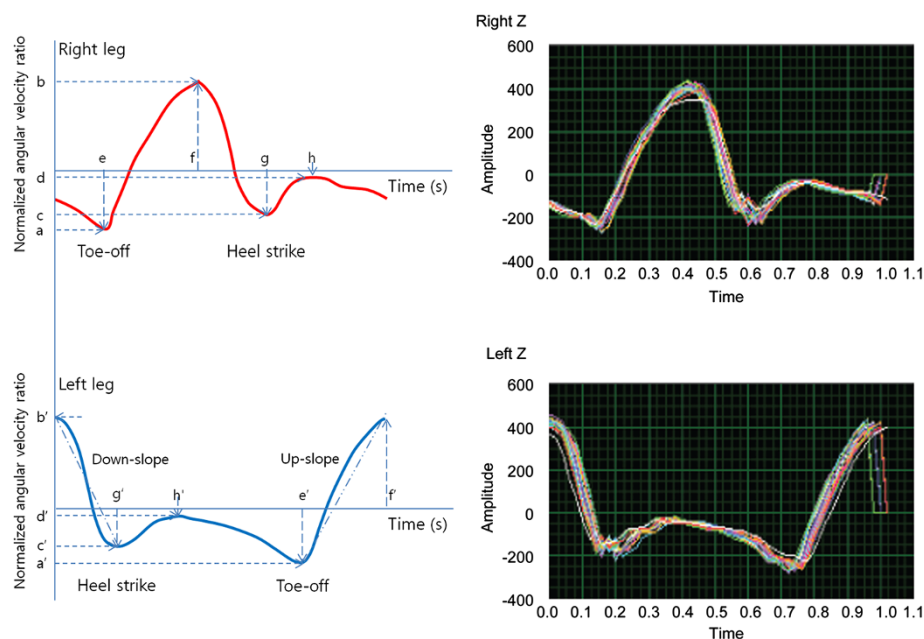 Right leg
Normalized angular velocity ratio
b
d
c
a
e
f
g
h
Time (s)
Toe-off
Heel strike
Right Z
Amplitude
600
400
200
0
-200
-400
0.0 0.1 0.2 0.3 0.4 0.5 0.6 0.7 0.8 0.9 1.0 1.1
Time
Left leg
Normalized angular velocity ratio
b'
d'
c'
a'
Down-slope
Up-slope
g'
h'
e'
f'
Time (s)
Heel strike
Toe-off
Left Z
Amplitude
600
400
200
0
-200
-400
0.0 0.1 0.2 0.3 0.4 0.5 0.6 0.7 0.8 0.9 1.0 1.1
Time